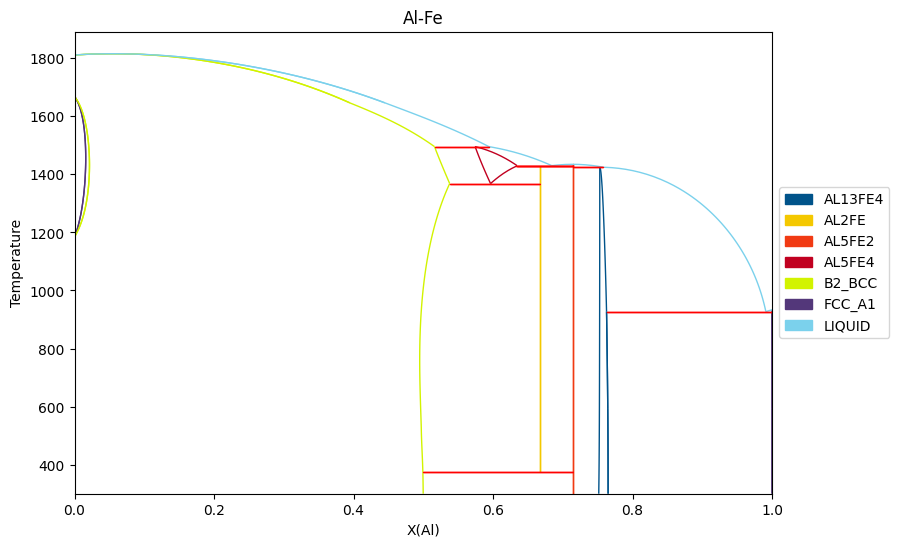 Al-Fe
1800
1600
1400
1200
1000
800
600
400
Temperature
0.0 0.2 0.4 0.6 0.8 1.0
X(Al)
AL13FE4
AL2FE
AL5FE2
AL5FE4
B2_BCC
FCC_A1
LIQUID